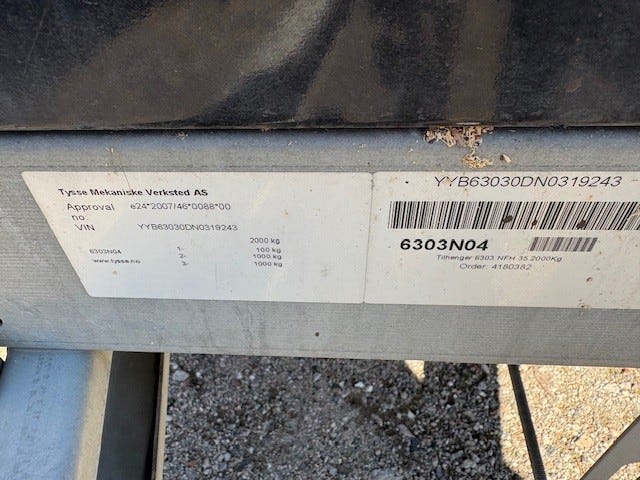 Tysse Mekaniske Verksted AS
Approval no. e24*2007/46*0088*00
VIN YYB63030DN0319243
2000 kg
6303N04 1- 100 kg
www.tysse.no 2- 1000 kg
3- 1000 kg
YYB63030DN0319243
6303N04
Tilhenger 6303 NFH 35 2000Kg
Order: 4180382